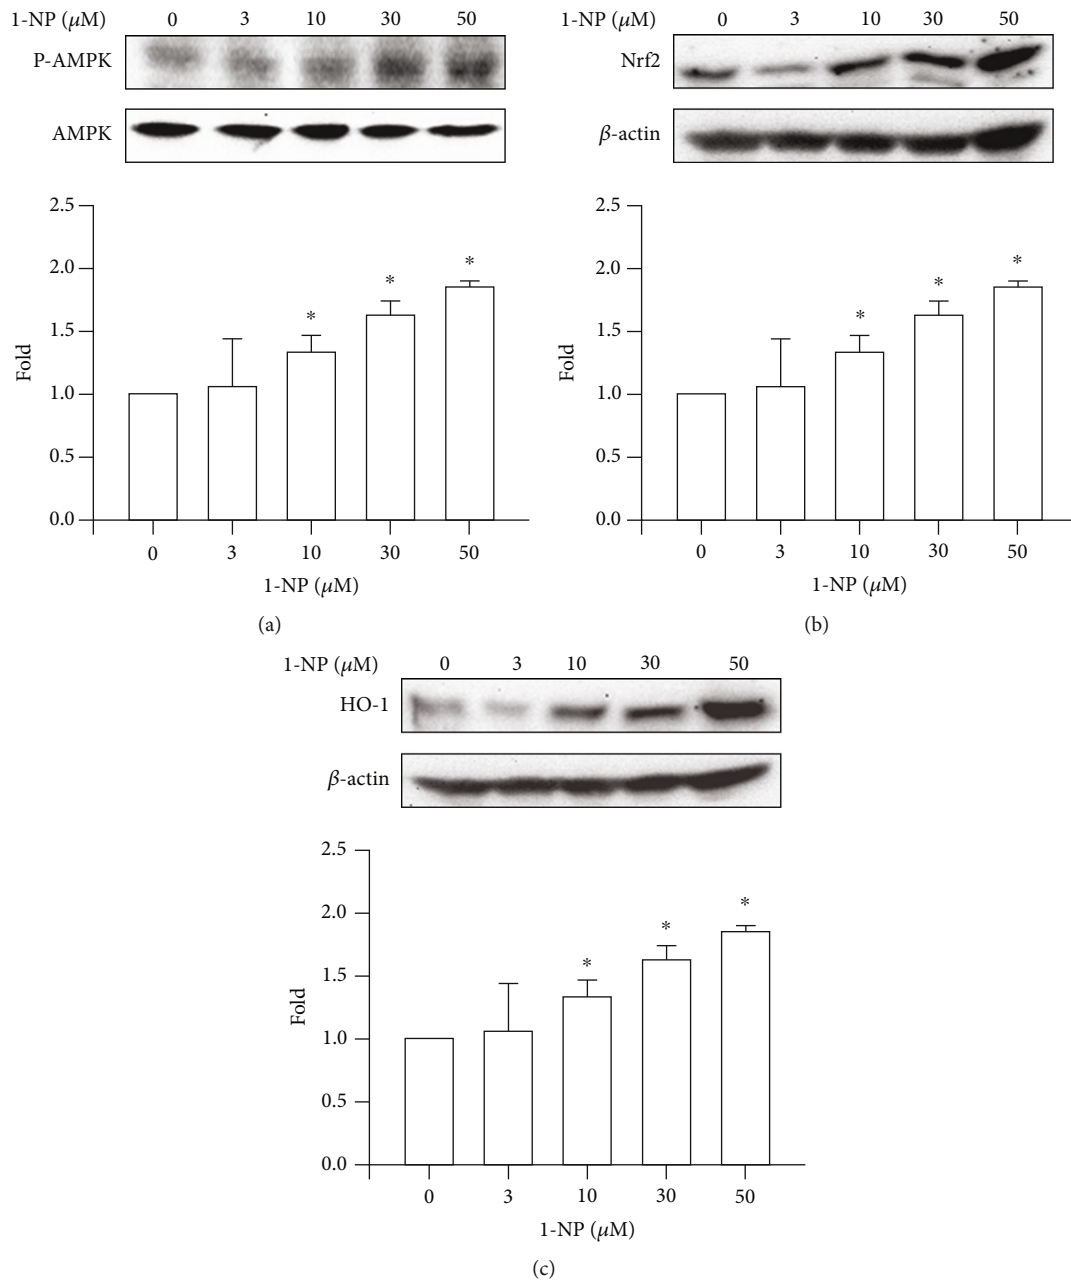 1-NP (μM) 0 3 10 30 50
P-AMPK
AMPK
2.5
2.0
1.5
1.0
0.5
0.0
Fold
* * *
0 3 10 30 50
1-NP (μM)
(a)
1-NP (μM) 0 3 10 30 50
Nrf2
β-actin
2.5
2.0
1.5
1.0
0.5
0.0
Fold
* * *
0 3 10 30 50
1-NP (μM)
(b)
1-NP (μM) 0 3 10 30 50
HO-1
β-actin
2.5
2.0
1.5
1.0
0.5
0.0
Fold
* * *
0 3 10 30 50
1-NP (μM)
(c)